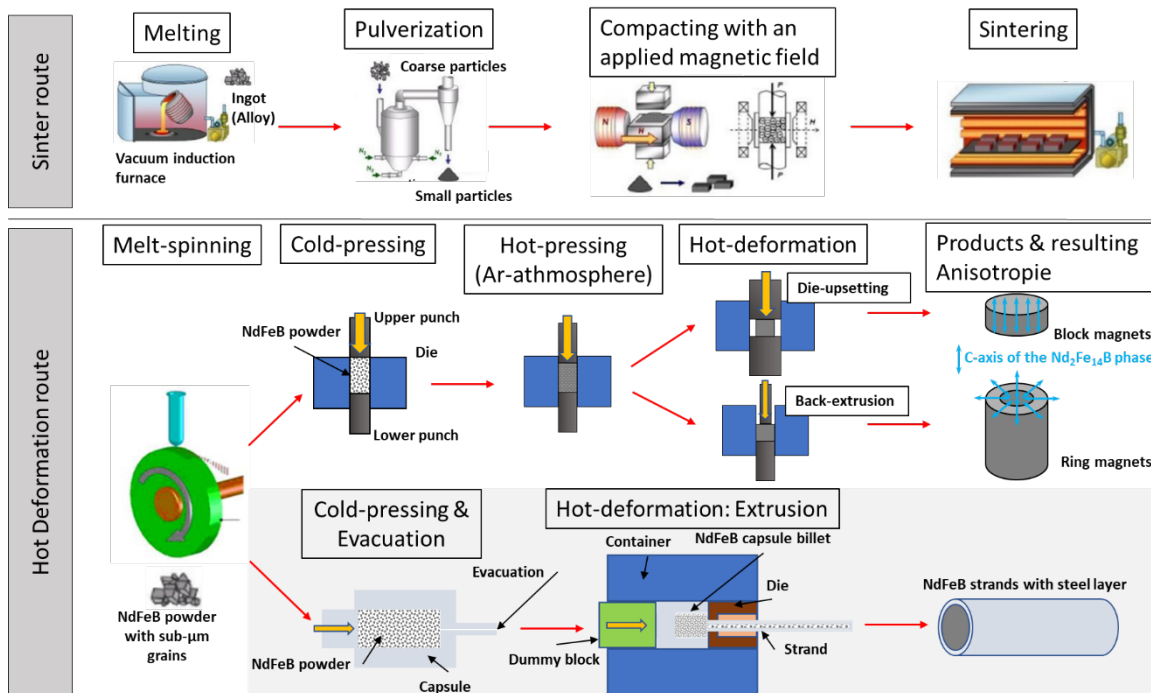 Sinter route
Melting
Ingot
(Alloy)
Vacuum induction
furnace
Pulverization
Coarse particles
N₂
N₂
N₂
Small particles
Compacting with an
applied magnetic field
N
H
S
P
H
P
Sintering
Hot Deformation route
Melt-spinning
NdFeB powder
with sub-µm
grains
Cold-pressing
Upper punch
NdFeB powder
Die
Lower punch
Hot-pressing
(Ar-athmosphere)
Hot-deformation
Die-upsetting
Back-extrusion
Products & resulting
Anisotropie
Block magnets
C-axis of the Nd₂Fe₁₄B phase
Ring magnets
Cold-pressing &
Evacuation
Evacuation
NdFeB powder
Capsule
Hot-deformation: Extrusion
Container
NdFeB capsule billet
Die
Dummy block
Strand
NdFeB strands with steel layer